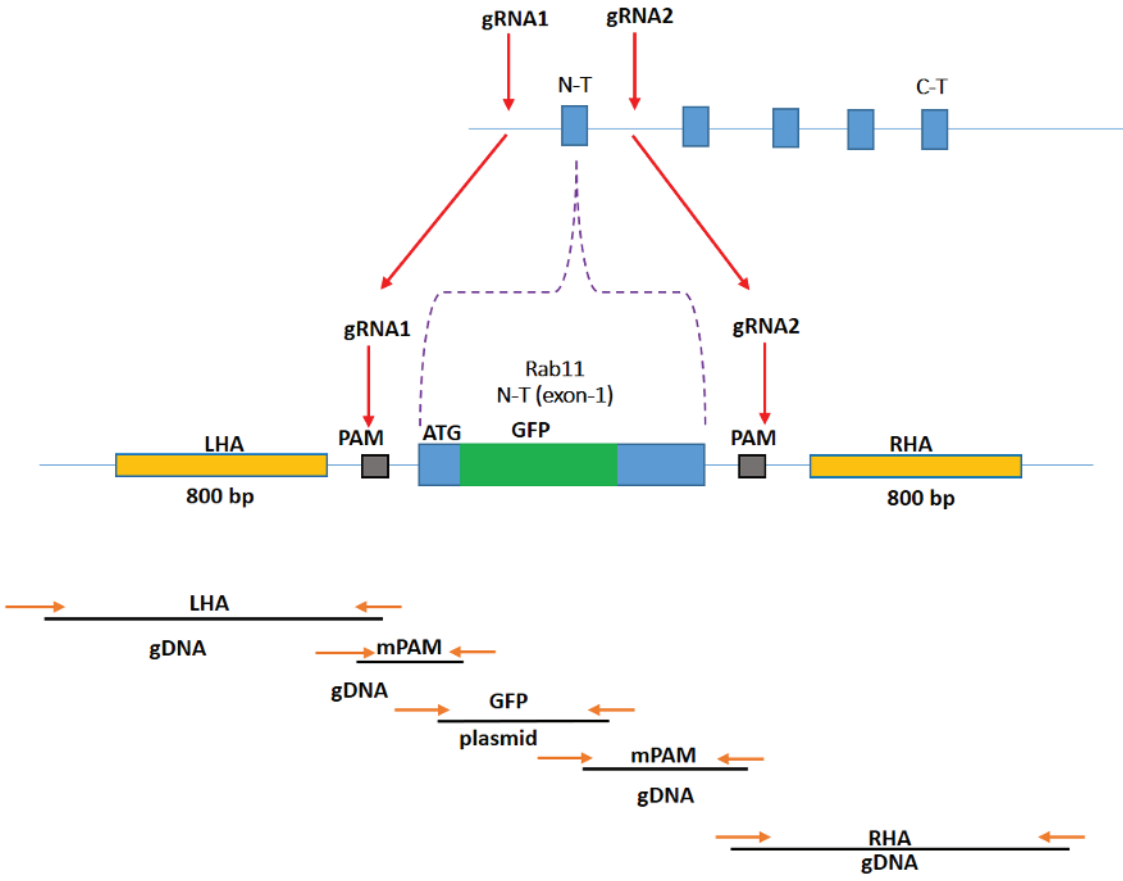 gRNA1
gRNA2
N-T
C-T
gRNA1
gRNA2
Rab11
N-T (exon-1)
PAM
ATG
GFP
PAM
LHA
RHA
800 bp
800 bp
LHA
gDNA
mPAM
gDNA
GFP
plasmid
mPAM
gDNA
RHA
gDNA